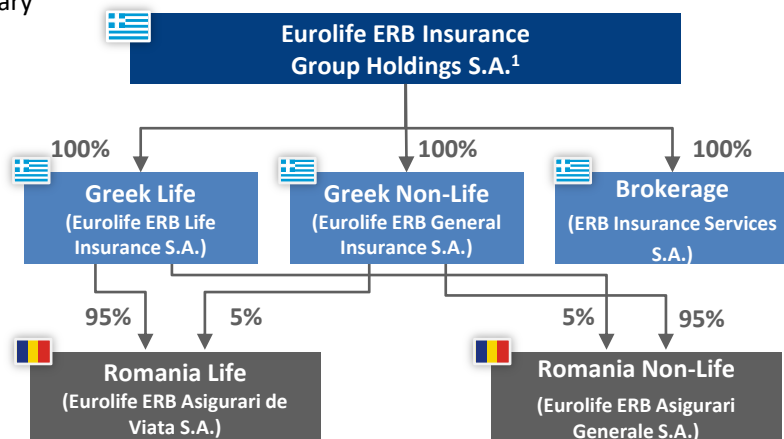 ary
Eurolife ERB Insurance
Group Holdings S.A.1
100%
100%
100%
Greek Life
(Eurolife ERB Life
Insurance S.A.)
Greek Non-Life
(Eurolife ERB General
Insurance S.A.)
Brokerage
(ERB Insurance Services
S.A.)
95%
5%
5%
95%
Romania Life
(Eurolife ERB Asigurari de
Viata S.A.)
Romania Non-Life
(Eurolife ERB Asigurari
Generale S.A.)